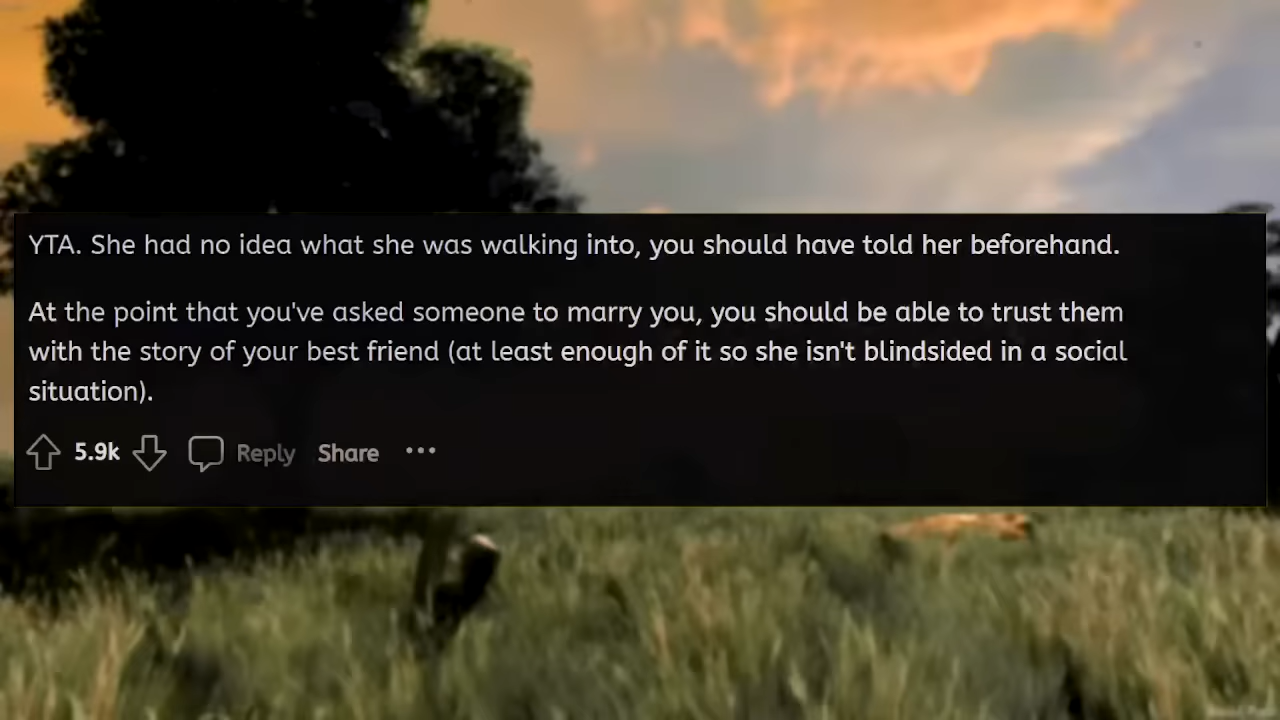 YTA. She had no idea what she was walking into, you should have told her beforehand.
At the point that you've asked someone to marry you, you should be able to trust them
with the story of your best friend (at least enough of it so she isn't blindsided in a social
situation).
5.9k Reply Share •••